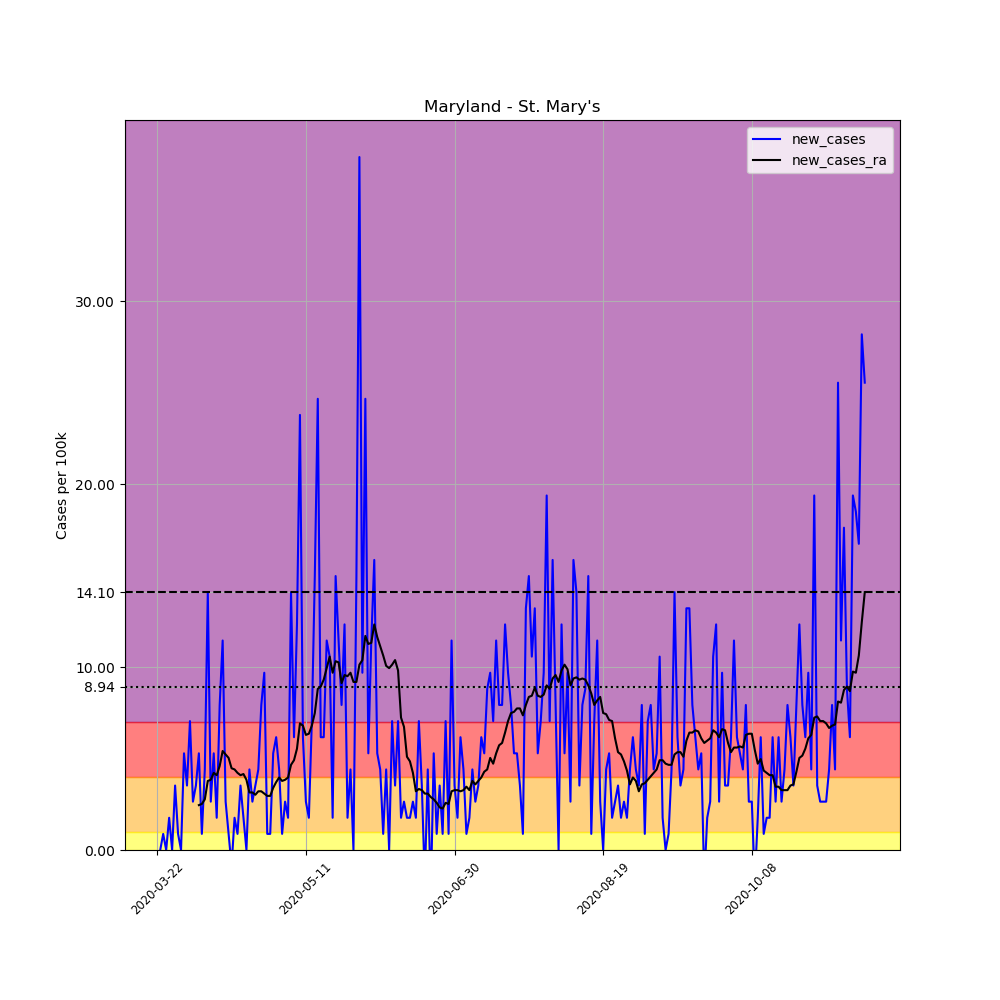 Maryland - St. Mary's
new_cases
new_cases_ra
Cases per 100k
30.00
20.00
14.10
10.00
8.94
0.00
2020-03-22
2020-05-11
2020-06-30
2020-08-19
2020-10-08